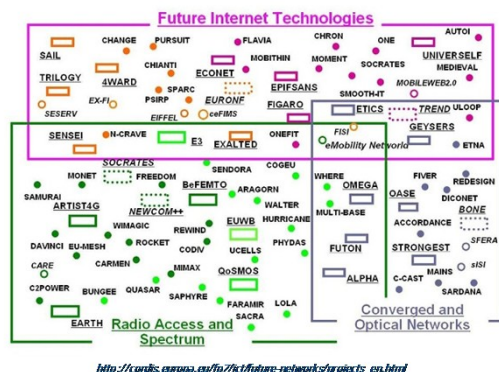 Future Internet Technologies
CHANGE PURSUIT FLAVIA CHRON ONE AUTOI
SAIL CHIANTI ECONET MOBITHIN MOMENT SOCRATES UNIVERSELF
TRILOGY 4WARD EPIFSANS MEDIEVAL
SPARC SMOOTH-IT MOBILEWEB2.0
SESERV EX-FI PSIRP EURONF FIGARO ETICS TREND ULOOP
EIFFEL ceFIMS GEYSERS
SENSEI N-CRAVE E3 EXALTED ONEFIT FISI eMobility Network ETNA
SOCRATES SENDORA COGEU
MONET FREEDOM WHERE OMEGA FIVER REDESIGN
SAMURAI BeFEMTO ARAGORN OASE DICONET
ARTIST4G NEWCOM++ WALTER MULTI-BASE BONE
WIMAGIC REWIND EUWB HURRICANE ACCORDANCE
DAVINCI EU-MESH ROCKET CODIV PHYDAS FUTON STRONGEST SFERA
CARE CARMEN MIMAX UCELLS MAINS sISI
C2POWER QUASAR QoSMOS ALPHA C-CAST SARDANA
BUNGEE SAPHYRE FARAMIR LOLA
EARTH SACRA
Radio Access and
Spectrum
Converged and
Optical Networks